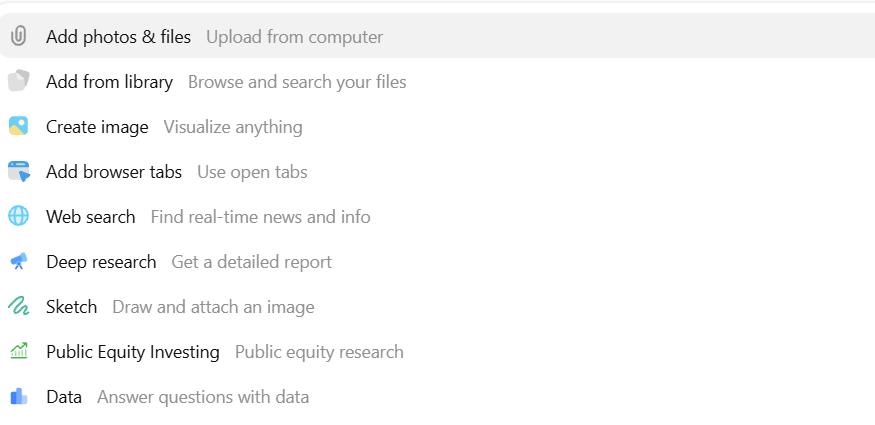 Add photos & files Upload from computer
Add from library Browse and search your files
Create image Visualize anything
Add browser tabs Use open tabs
Web search Find real-time news and info
Deep research Get a detailed report
Sketch Draw and attach an image
Public Equity Investing Public equity research
Data Answer questions with data